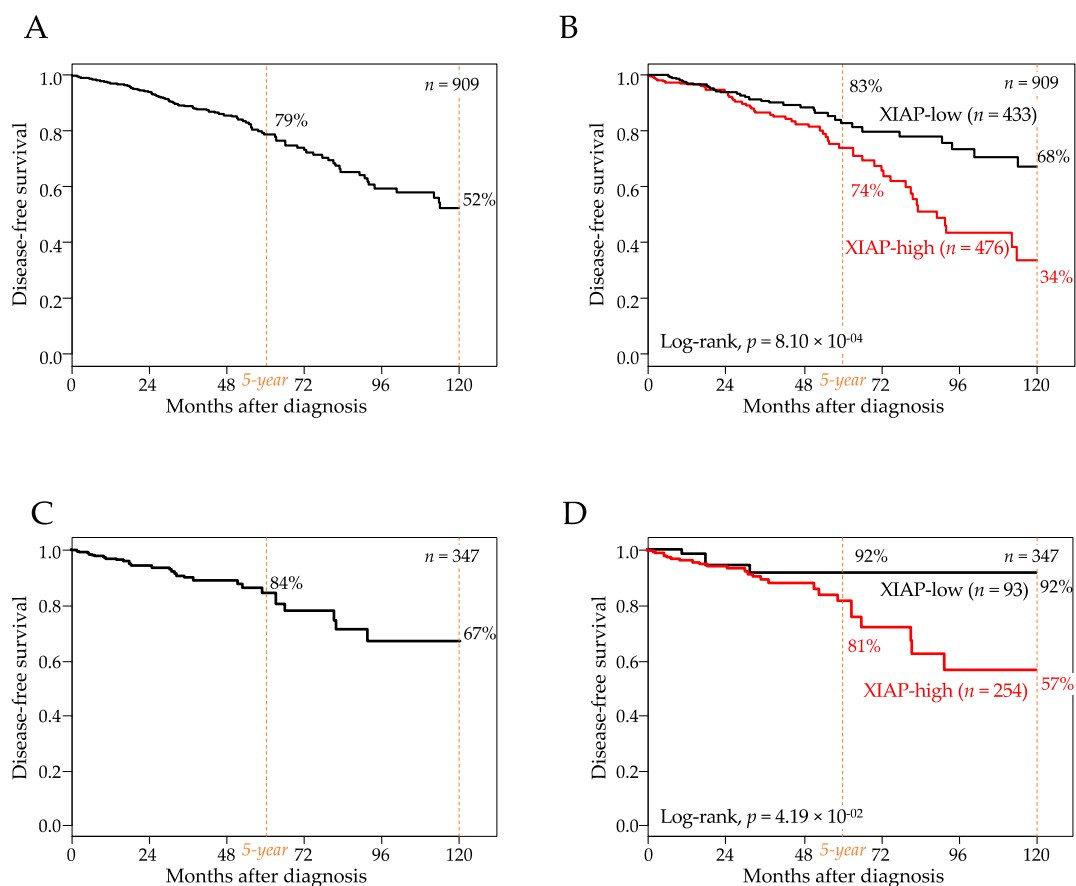 A
Disease-free survival
1.0
0.8
0.6
0.4
0.2
0.0
n = 909
79%
52%
0 24 48 5-year 72 96 120
Months after diagnosis
B
Disease-free survival
1.0
0.8
0.6
0.4
0.2
0.0
n = 909
83%
XIAP-low (n = 433)
68%
74%
XIAP-high (n = 476)
34%
Log-rank, p = 8.10 × 10⁻⁰⁴
0 24 48 5-year 72 96 120
Months after diagnosis
C
Disease-free survival
1.0
0.8
0.6
0.4
0.2
0.0
n = 347
84%
67%
0 24 48 5-year 72 96 120
Months after diagnosis
D
Disease-free survival
1.0
0.8
0.6
0.4
0.2
0.0
n = 347
92%
XIAP-low (n = 93)
92%
81%
XIAP-high (n = 254)
57%
Log-rank, p = 4.19 × 10⁻⁰²
0 24 48 5-year 72 96 120
Months after diagnosis